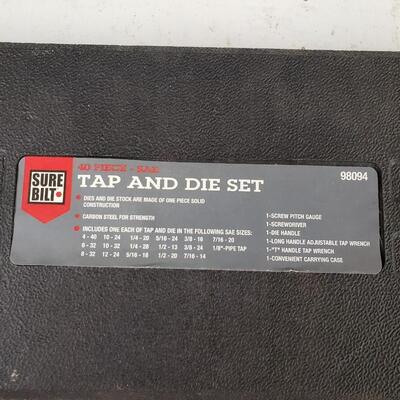 SURE
BILT
40 PIECE - SAE
TAP AND DIE SET
98094
• DIES AND DIE STOCK ARE MADE OF ONE PIECE SOLID
CONSTRUCTION
• CARBON STEEL FOR STRENGTH
• INCLUDES ONE EACH OF TAP AND DIE IN THE FOLLOWING SAE SIZES:
4 - 40 10 - 24 1/4 - 20 5/16 - 24 3/8 - 16 7/16 - 20
6 - 32 10 - 32 1/4 - 28 1/2 - 13 3/8 - 24 1/8"-PIPE TAP
8 - 32 12 - 24 5/16 - 18 1/2 - 20 7/16 - 14
1-SCREW PITCH GAUGE
1-SCREWDRIVER
1-DIE HANDLE
1-LONG HANDLE ADJUSTABLE TAP WRENCH
1-"T" HANDLE TAP WRENCH
1-CONVENIENT CARRYING CASE